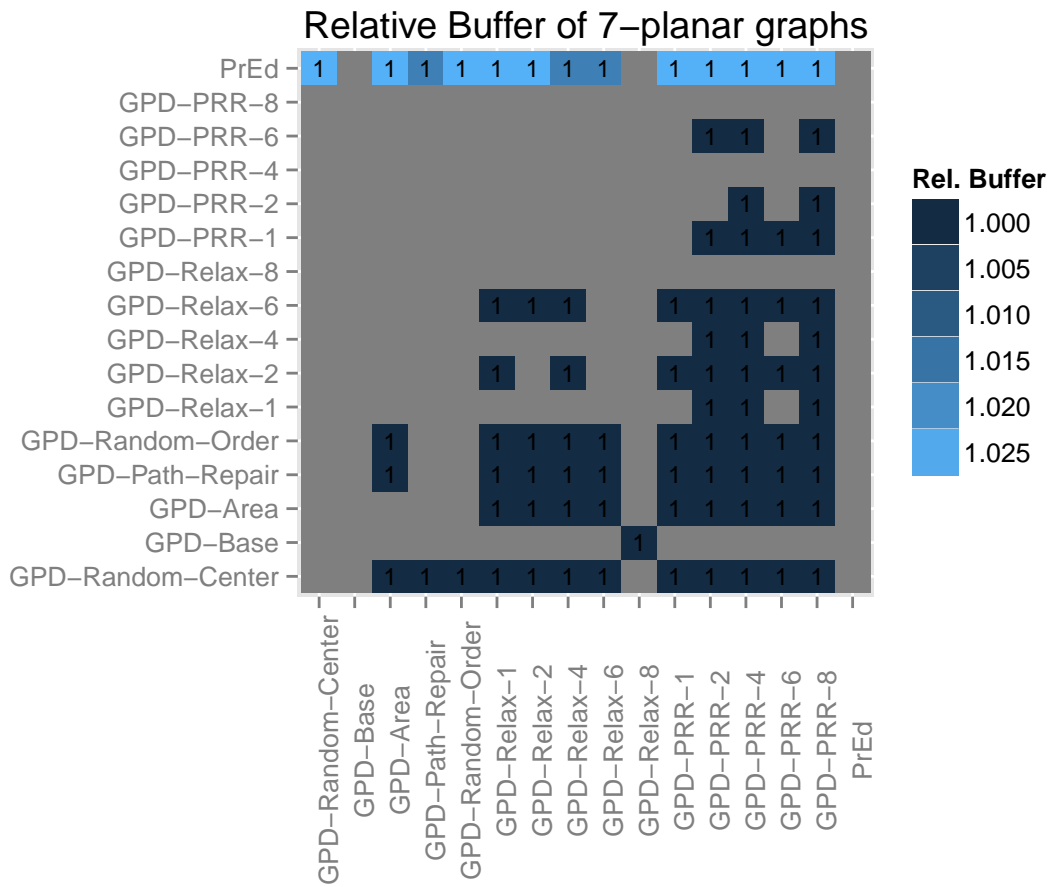 Relative Buffer of 7−planar graphs
PrEd 1 1 1 1 1 1 1 1 1 1 1 1 1
GPD−PRR−8
GPD−PRR−6 1 1 1
GPD−PRR−4
GPD−PRR−2 1 1
GPD−PRR−1 1 1 1 1
GPD−Relax−8
GPD−Relax−6 1 1 1 1 1 1 1 1
GPD−Relax−4 1 1 1
GPD−Relax−2 1 1 1 1 1 1 1
GPD−Relax−1 1 1 1
GPD−Random−Order 1 1 1 1 1 1 1 1 1 1
GPD−Path−Repair 1 1 1 1 1 1 1 1 1 1
GPD−Area 1 1 1 1 1 1 1 1 1
GPD−Base 1
GPD−Random−Center 1 1 1 1 1 1 1 1 1 1 1 1
GPD−Random−Center
GPD−Base
GPD−Area
GPD−Path−Repair
GPD−Random−Order
GPD−Relax−1
GPD−Relax−2
GPD−Relax−4
GPD−Relax−6
GPD−Relax−8
GPD−PRR−1
GPD−PRR−2
GPD−PRR−4
GPD−PRR−6
GPD−PRR−8
PrEd
Rel. Buffer
1.000
1.005
1.010
1.015
1.020
1.025